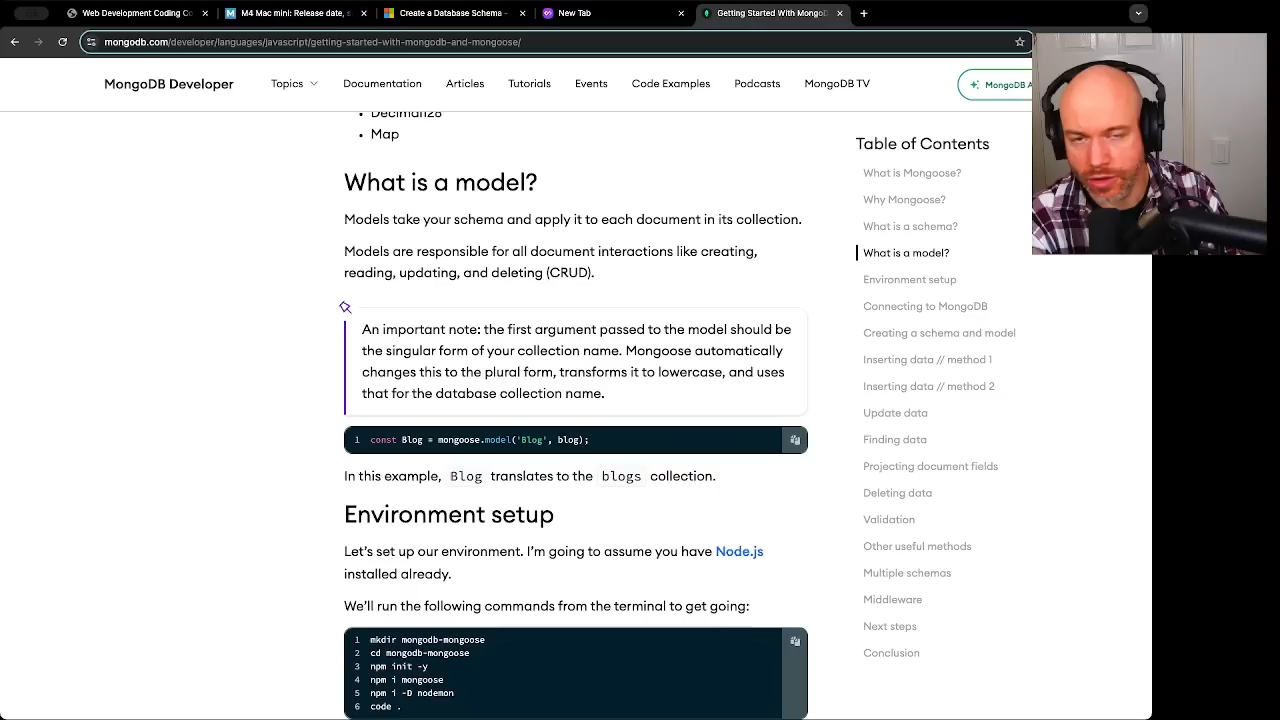 Web Development Coding Co
M4 Mac mini: Release date, s
Create a Database Schema -
New Tab
Getting Started With MongoD
mongodb.com/developer/languages/javascript/getting-started-with-mongodb-and-mongoose/
MongoDB Developer
Topics
Documentation
Articles
Tutorials
Events
Code Examples
Podcasts
MongoDB TV
MongoDB A
Decimal128
Map
What is a model?
Models take your schema and apply it to each document in its collection.
Models are responsible for all document interactions like creating,
reading, updating, and deleting (CRUD).
An important note: the first argument passed to the model should be
the singular form of your collection name. Mongoose automatically
changes this to the plural form, transforms it to lowercase, and uses
that for the database collection name.
1 const Blog = mongoose.model('Blog', blog);
In this example, Blog translates to the blogs collection.
Environment setup
Let's set up our environment. I'm going to assume you have Node.js
installed already.
We'll run the following commands from the terminal to get going:
1 mkdir mongodb-mongoose
2 cd mongodb-mongoose
3 npm init -y
4 npm i mongoose
5 npm i -D nodemon
6 code .
Table of Contents
What is Mongoose?
Why Mongoose?
What is a schema?
What is a model?
Environment setup
Connecting to MongoDB
Creating a schema and model
Inserting data // method 1
Inserting data // method 2
Update data
Finding data
Projecting document fields
Deleting data
Validation
Other useful methods
Multiple schemas
Middleware
Next steps
Conclusion